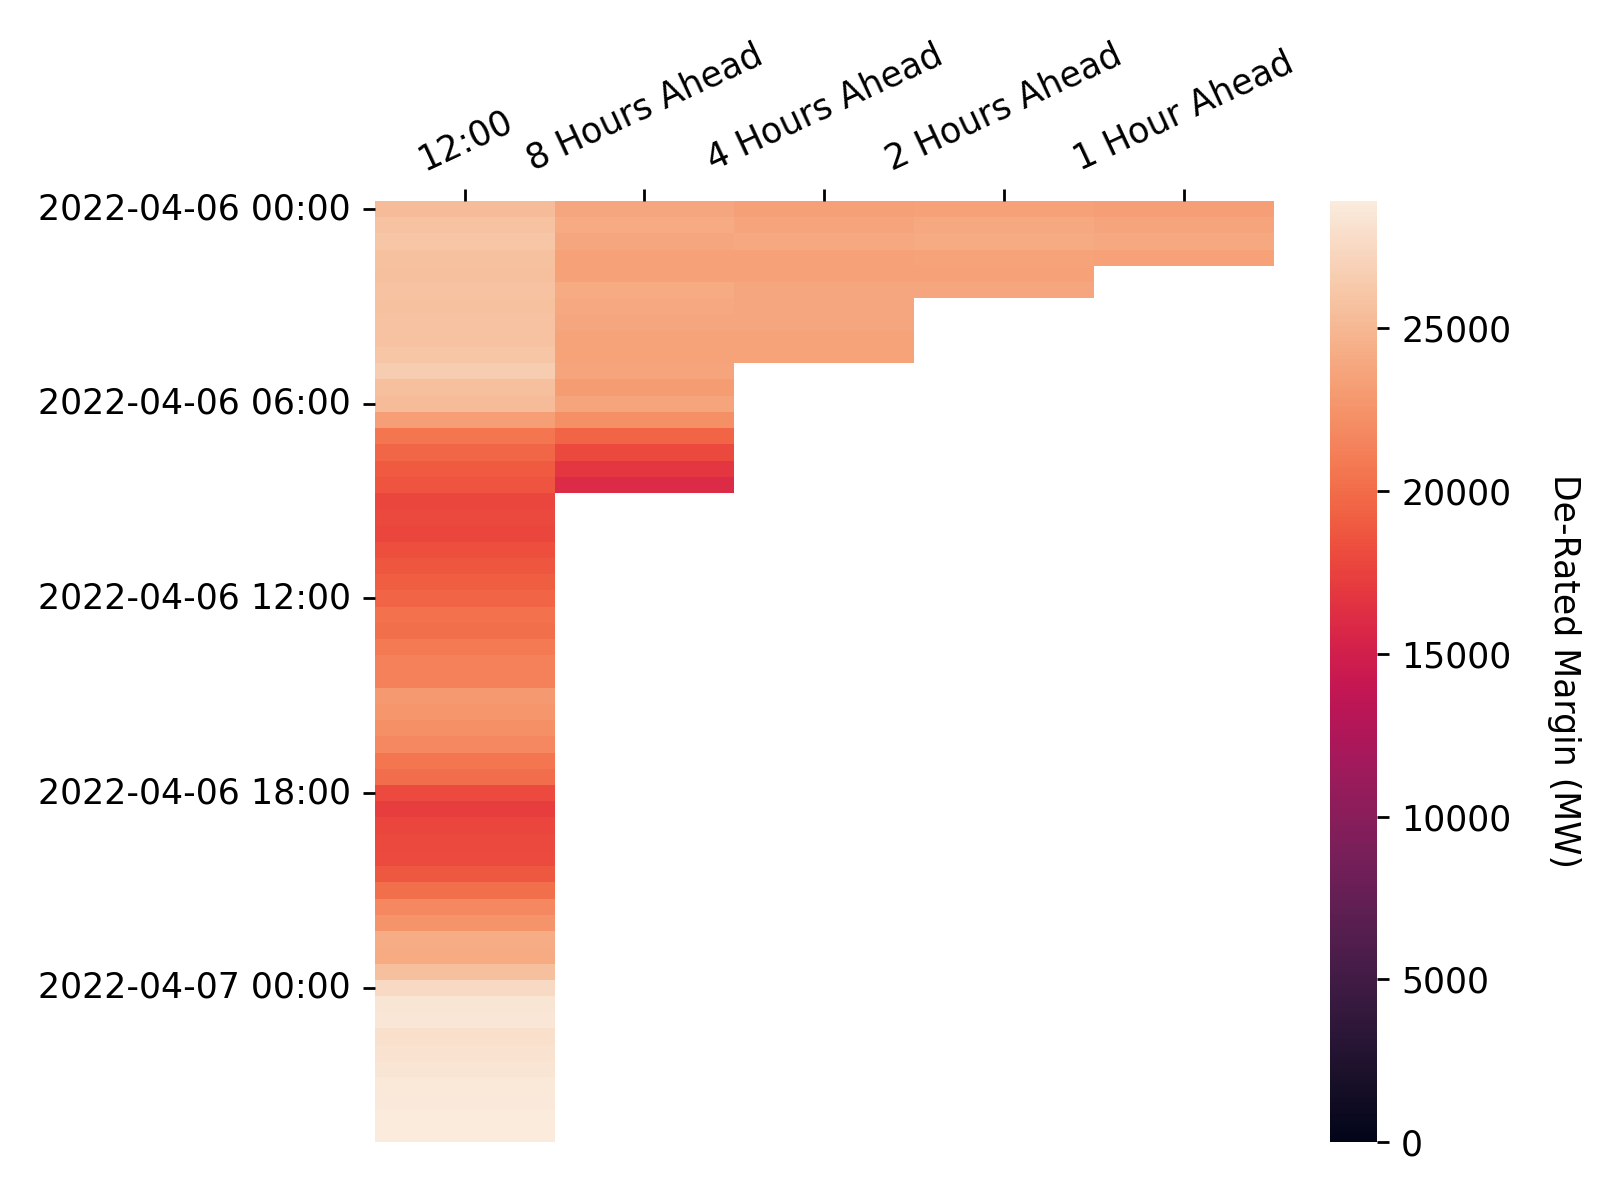 12:00
8 Hours Ahead
4 Hours Ahead
2 Hours Ahead
1 Hour Ahead
2022-04-06 00:00
2022-04-06 06:00
2022-04-06 12:00
2022-04-06 18:00
2022-04-07 00:00
25000
20000
15000
10000
5000
0
De-Rated Margin (MW)